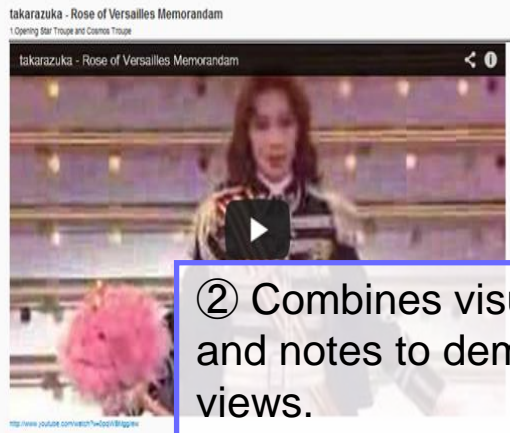 takarazuka - Rose of Versailles Memorandam
1.Opening Star Troupe and Cosmos Troupe
takarazuka - Rose of Versailles Memorandam
② Combines visu
and notes to dem
views.